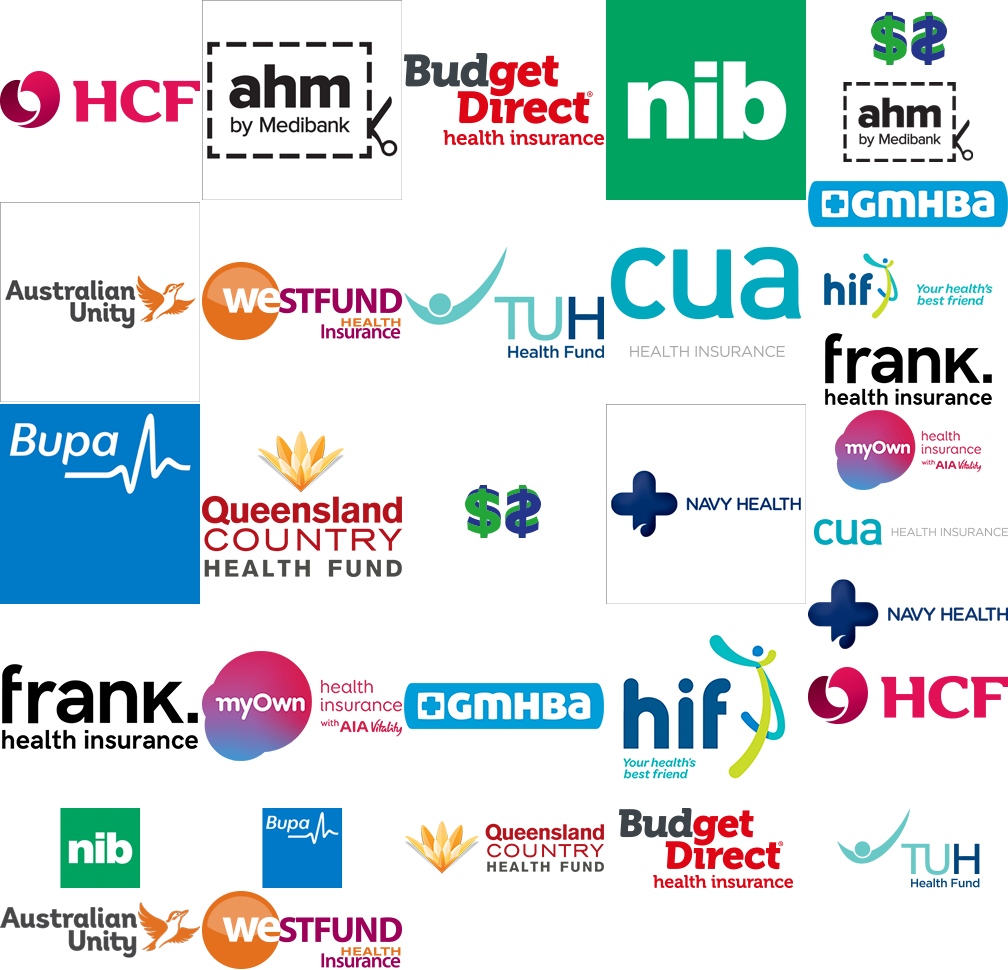 HCF
ahm
by Medibank
Budget
Direct®
health insurance
nib
$$
ahm
by Medibank
GMHBa
Australian
Unity
weSTFUND
HEALTH
Insurance
TUH
Health Fund
cua
HEALTH INSURANCE
hif
Your health's
best friend
frank.
health insurance
Bupa
Queensland
COUNTRY
HEALTH FUND
$$
NAVY HEALTH
myOwn
health
insurance
with AIA Vitality
cua HEALTH INSURANCE
NAVY HEALTH
frank.
health insurance
myOwn
health
insurance
with AIA Vitality
GMHBa
hif
Your health's
best friend
HCF
nib
Bupa
Queensland
COUNTRY
HEALTH FUND
Budget
Direct®
health insurance
TUH
Health Fund
Australian
Unity
weSTFUND
HEALTH
Insurance